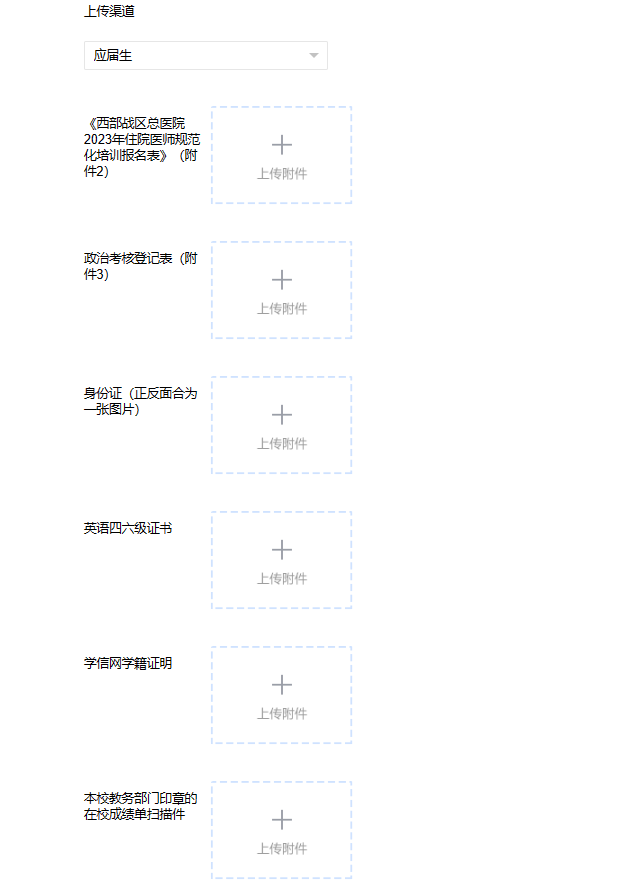 上传渠道
应届生
《西部战区总医院
2023年住院医师规范
化培训报名表》（附
件2）
上传附件
政治考核登记表（附
件3）
上传附件
身份证（正反面合为
一张图片）
上传附件
英语四六级证书
上传附件
学信网学籍证明
上传附件
本校教务部门印章的
在校成绩单扫描件
上传附件